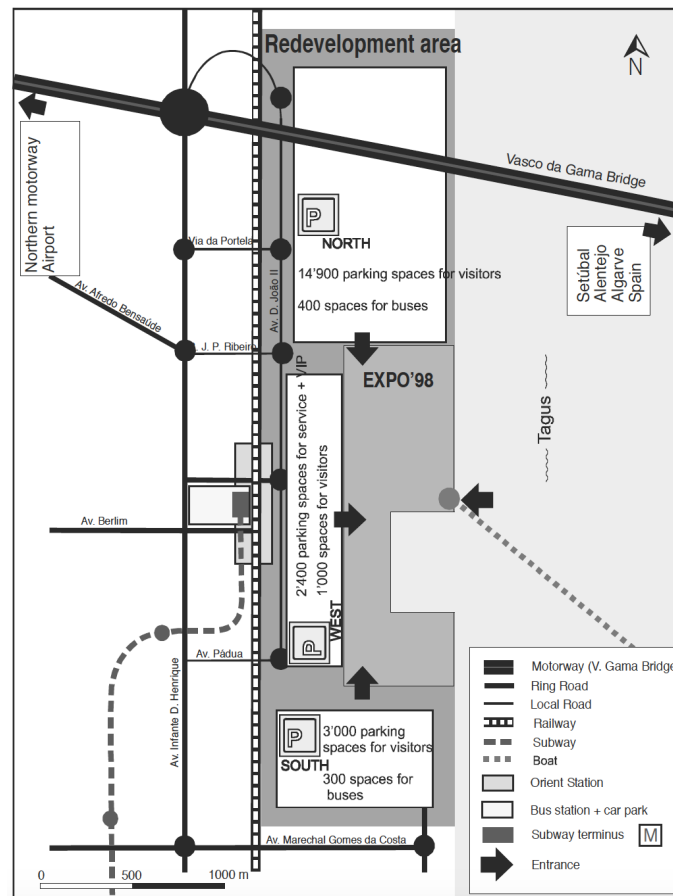 Redevelopment area
N
Vasco da Gama Bridge
Northern motorway
Airport
Setúbal
Alentejo
Algarve
Spain
P
NORTH
14'900 parking spaces for visitors
400 spaces for buses
Via da Portela
Av. D. João II
Av. Afredo Bensaúde
. J. P. Ribeiro
EXPO'98
2'400 parking spaces for service + VIP
1'000 spaces for visitors
P
WEST
Tagus
Av. Berlim
Av. Pádua
Av. Infante D. Henrique
P
SOUTH
3'000 parking
spaces for visitors
300 spaces for
buses
Av. Marechal Gomes da Costa
0 500 1000 m
Motorway (V. Gama Bridge
Ring Road
Local Road
Railway
Subway
Boat
Orient Station
Bus station + car park
Subway terminus M
Entrance